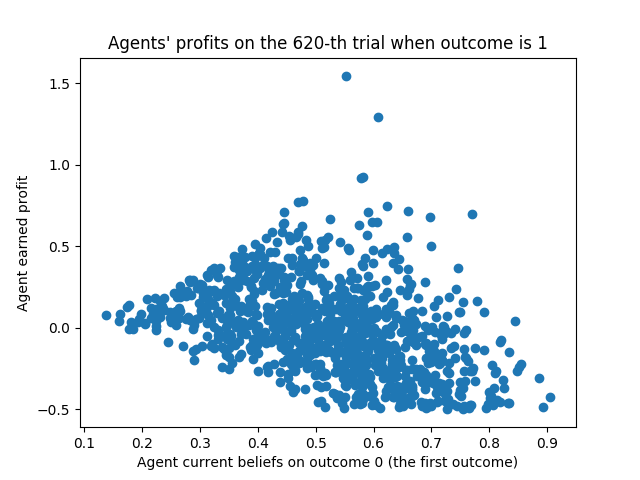 Agents' profits on the 620-th trial when outcome is 1
Agent earned profit
1.5
1.0
0.5
0.0
−0.5
0.1 0.2 0.3 0.4 0.5 0.6 0.7 0.8 0.9
Agent current beliefs on outcome 0 (the first outcome)